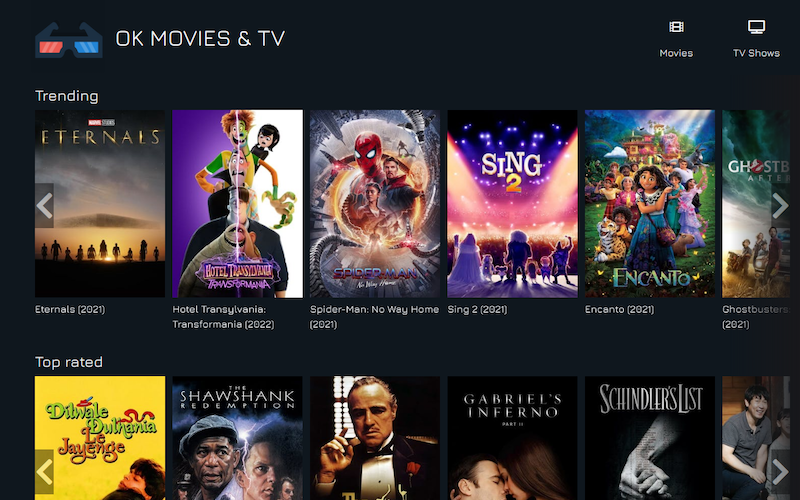 OK MOVIES & TV
Movies
TV Shows
Trending
MARVEL STUDIOS
ETERNALS
HOTEL TRANSYLVANIA
TRANSFORMANIA
SPIDER-MAN
No Way Home
SING
2
ENCANTO
GHOSTB
AFTER
Eternals (2021)
Hotel Transylvania:
Transformania (2022)
Spider-Man: No Way Home
(2021)
Sing 2 (2021)
Encanto (2021)
Ghostbusters:
(2021)
Top rated
Dilwale
Dulhania
Le
Jayenge
THE
SHAWSHANK
REDEMPTION
GABRIEL'S
INFERNO
PART II
SCHINDLER'S LIST